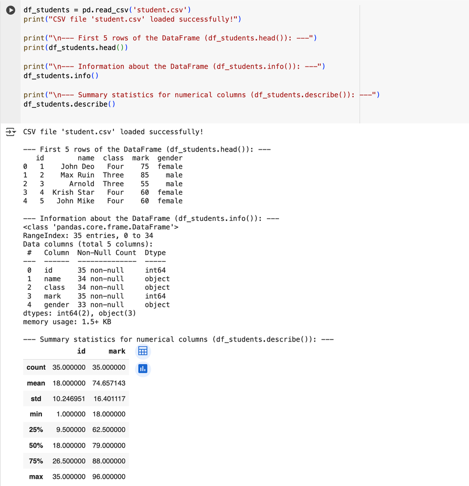 df_students = pd.read_csv('student.csv')
print("CSV file 'student.csv' loaded successfully!")
print("\n--- First 5 rows of the DataFrame (df_students.head()): ---")
print(df_students.head())
print("\n--- Information about the DataFrame (df_students.info()): ---")
df_students.info()
print("\n--- Summary statistics for numerical columns (df_students.describe()): ---")
df_students.describe()
CSV file 'student.csv' loaded successfully!
--- First 5 rows of the DataFrame (df_students.head()): ---
   id        name  class  mark  gender
0   1    John Deo   Four    75  female
1   2    Max Ruin  Three    85    male
2   3      Arnold  Three    55    male
3   4  Krish Star   Four    60  female
4   5   John Mike   Four    60  female
--- Information about the DataFrame (df_students.info()): ---
<class 'pandas.core.frame.DataFrame'>
RangeIndex: 35 entries, 0 to 34
Data columns (total 5 columns):
 #   Column  Non-Null Count  Dtype
---  ------  --------------  -----
 0   id      35 non-null     int64
 1   name    34 non-null     object
 2   class   34 non-null     object
 3   mark    35 non-null     int64
 4   gender  33 non-null     object
dtypes: int64(2), object(3)
memory usage: 1.5+ KB
--- Summary statistics for numerical columns (df_students.describe()): ---
id mark
count 35.000000 35.000000
mean 18.000000 74.657143
std 10.246951 16.401117
min 1.000000 18.000000
25% 9.500000 62.500000
50% 18.000000 79.000000
75% 26.500000 88.000000
max 35.000000 96.000000